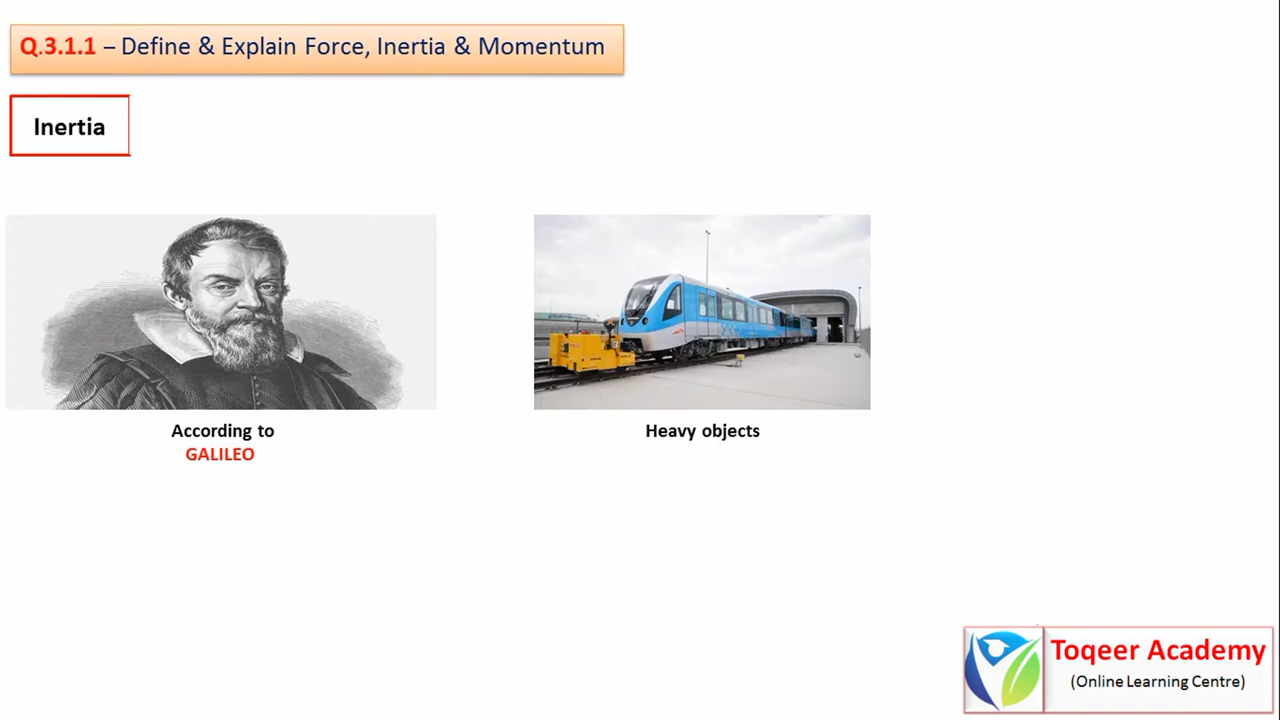 Q.3.1.1 – Define & Explain Force, Inertia & Momentum
Inertia
According to
GALILEO
Heavy objects
Toqeer Academy
(Online Learning Centre)